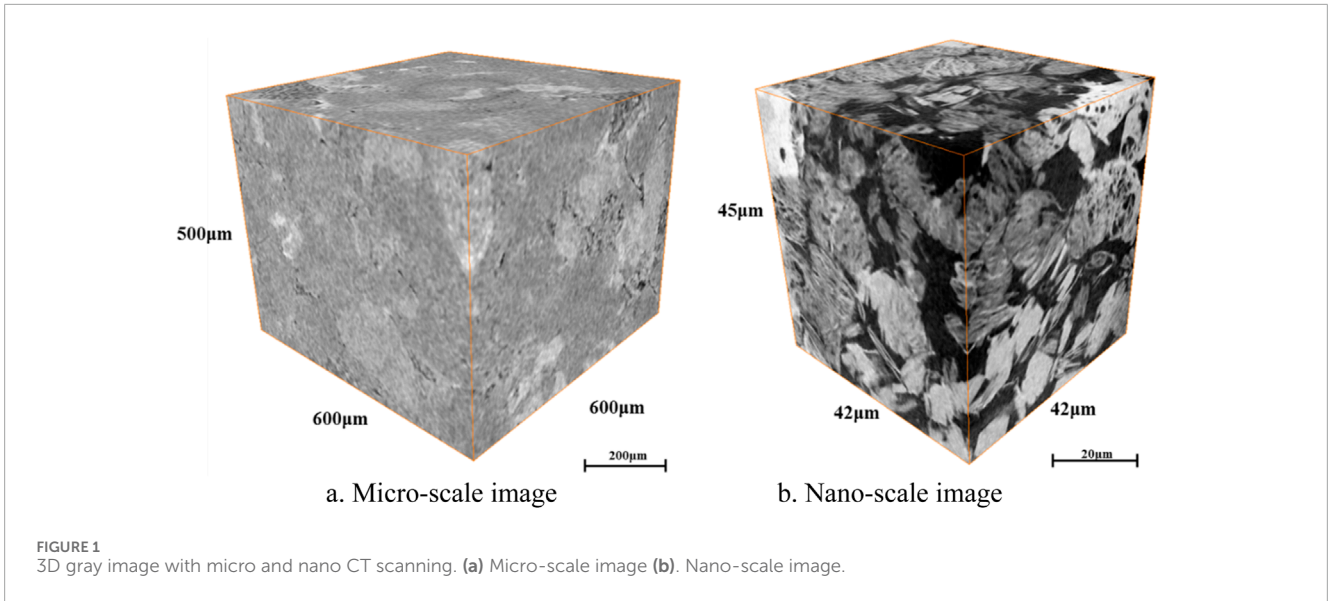 500μm
600μm
600μm
200μm
a. Micro-scale image
45μm
42μm
42μm
20μm
b. Nano-scale image
FIGURE 1
3D gray image with micro and nano CT scanning. (a) Micro-scale image (b). Nano-scale image.